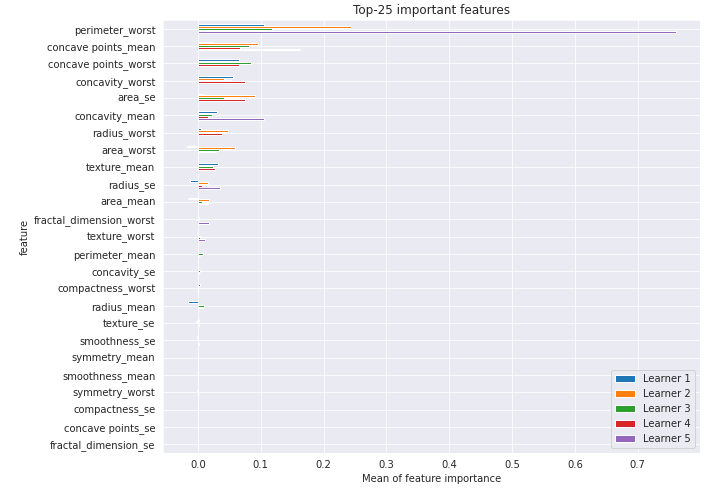 Top-25 important features
perimeter_worst
concave points_mean
concave points_worst
concavity_worst
area_se
concavity_mean
radius_worst
area_worst
texture_mean
radius_se
area_mean
fractal_dimension_worst
texture_worst
perimeter_mean
concavity_se
compactness_worst
radius_mean
texture_se
smoothness_se
symmetry_mean
smoothness_mean
symmetry_worst
compactness_se
concave points_se
fractal_dimension_se
feature
Learner 1
Learner 2
Learner 3
Learner 4
Learner 5
0.0 0.1 0.2 0.3 0.4 0.5 0.6 0.7
Mean of feature importance